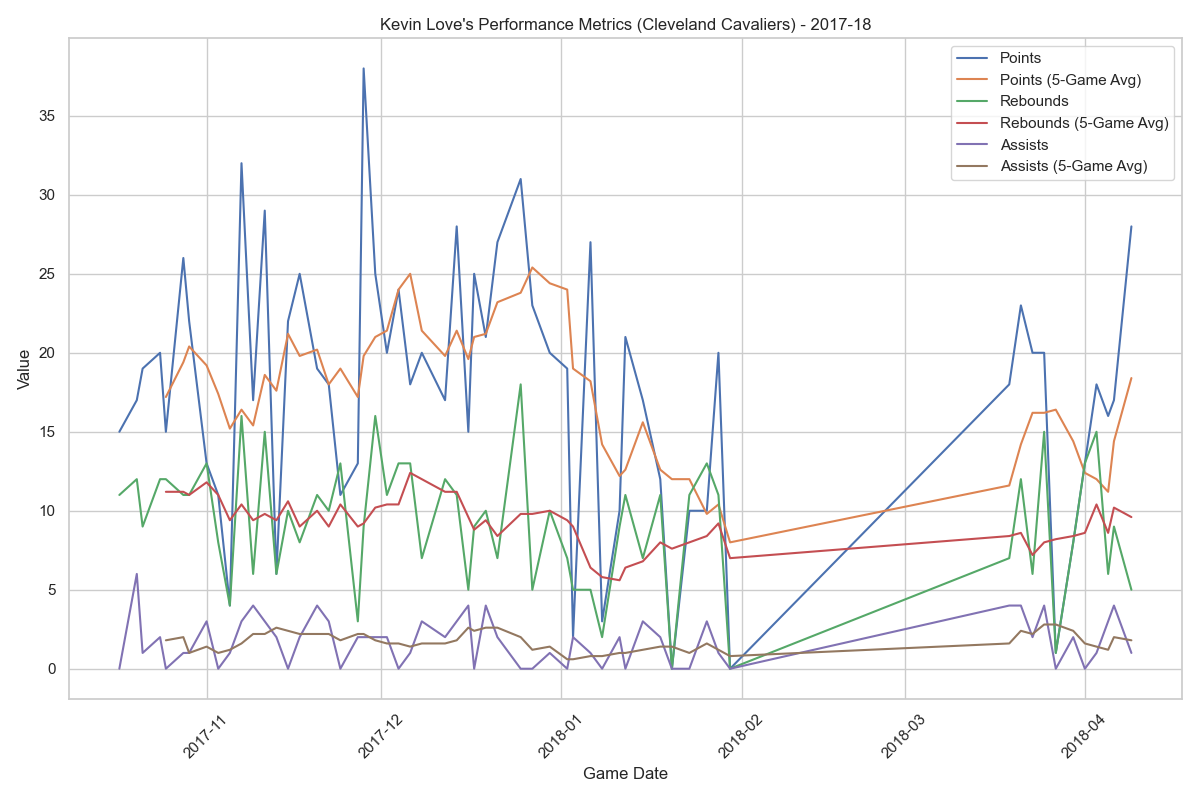 Kevin Love's Performance Metrics (Cleveland Cavaliers) - 2017-18
Points
Points (5-Game Avg)
Rebounds
Rebounds (5-Game Avg)
Assists
Assists (5-Game Avg)
Value
35
30
25
20
15
10
5
0
2017-11
2017-12
2018-01
2018-02
2018-03
2018-04
Game Date